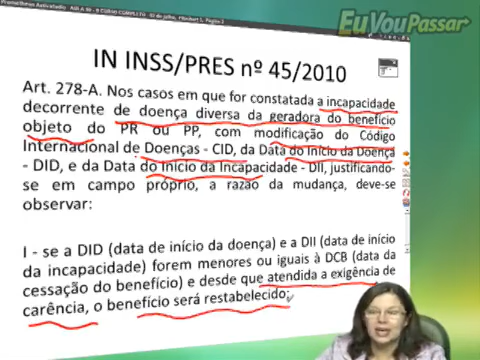 EuVouPassar
IN INSS/PRES nº 45/2010
Art. 278-A. Nos casos em que for constatada a incapacidade
decorrente de doença diversa da geradora do benefício
objeto do PR ou PP, com modificação do Código
Internacional de Doenças - CID, da Data do Início da Doença
- DID, e da Data do Início da Incapacidade - DII, justificando-
se em campo próprio, a razão da mudança, deve-se
observar:
I - se a DID (data de início da doença) e a DII (data de início
da incapacidade) forem menores ou iguais à DCB (data da
cessação do benefício) e desde que atendida a exigência de
carência, o benefício será restabelecido;